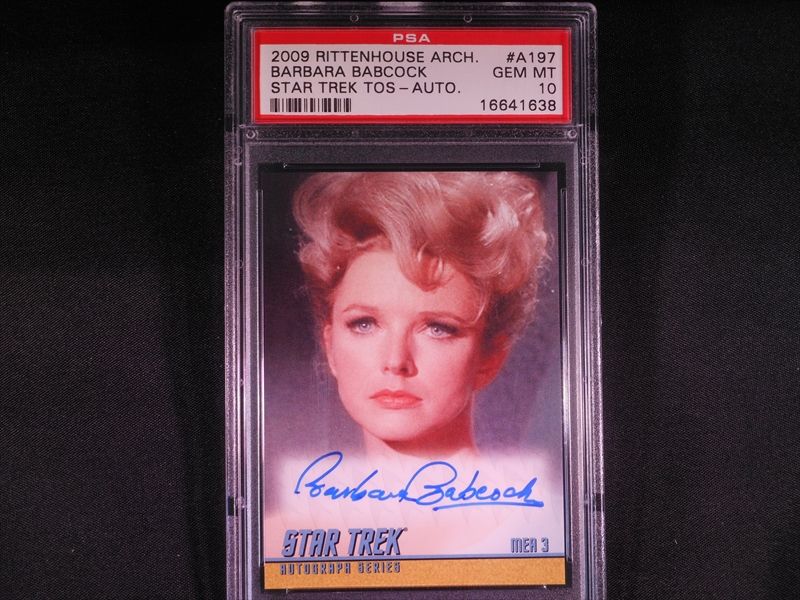 PSA
2009 RITTENHOUSE ARCH. #A197
BARBARA BABCOCK GEM MT
STAR TREK TOS - AUTO. 10
16641638
Barbara Babcock
STAR TREK
MEA 3
AUTOGRAPH SERIES